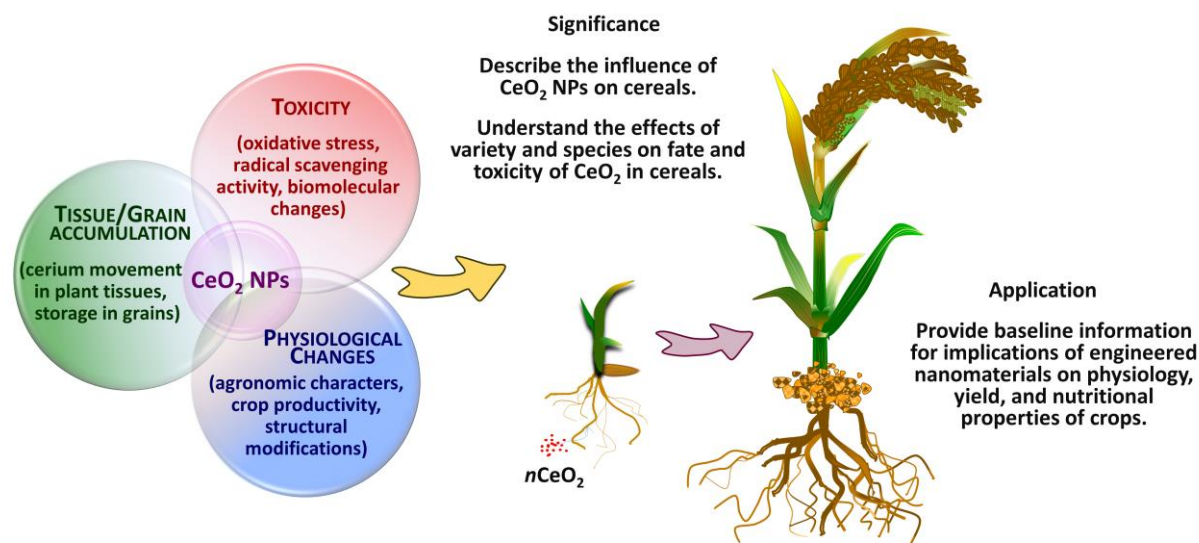 TOXICITY
(oxidative stress,
radical scavenging
activity, biomolecular
changes)
TISSUE/GRAIN
ACCUMULATION
(cerium movement
in plant tissues,
storage in grains)
CeO₂ NPs
PHYSIOLOGICAL
CHANGES
(agronomic characters,
crop productivity,
structural
modifications)
Significance
Describe the influence of
CeO₂ NPs on cereals.
Understand the effects of
variety and species on fate and
toxicity of CeO₂ in cereals.
nCeO₂
Application
Provide baseline information
for implications of engineered
nanomaterials on physiology,
yield, and nutritional
properties of crops.